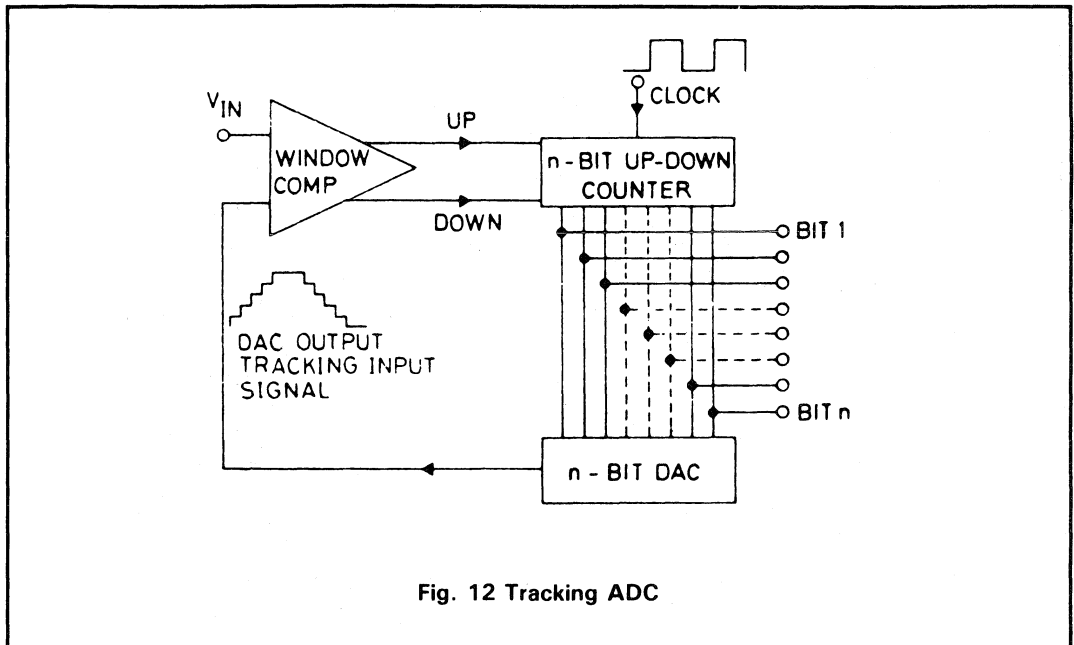 CLOCK
V_IN
UP
WINDOW
COMP
n - BIT UP-DOWN
COUNTER
DOWN
BIT 1
DAC OUTPUT
TRACKING INPUT
SIGNAL
BIT n
n - BIT DAC
Fig. 12 Tracking ADC